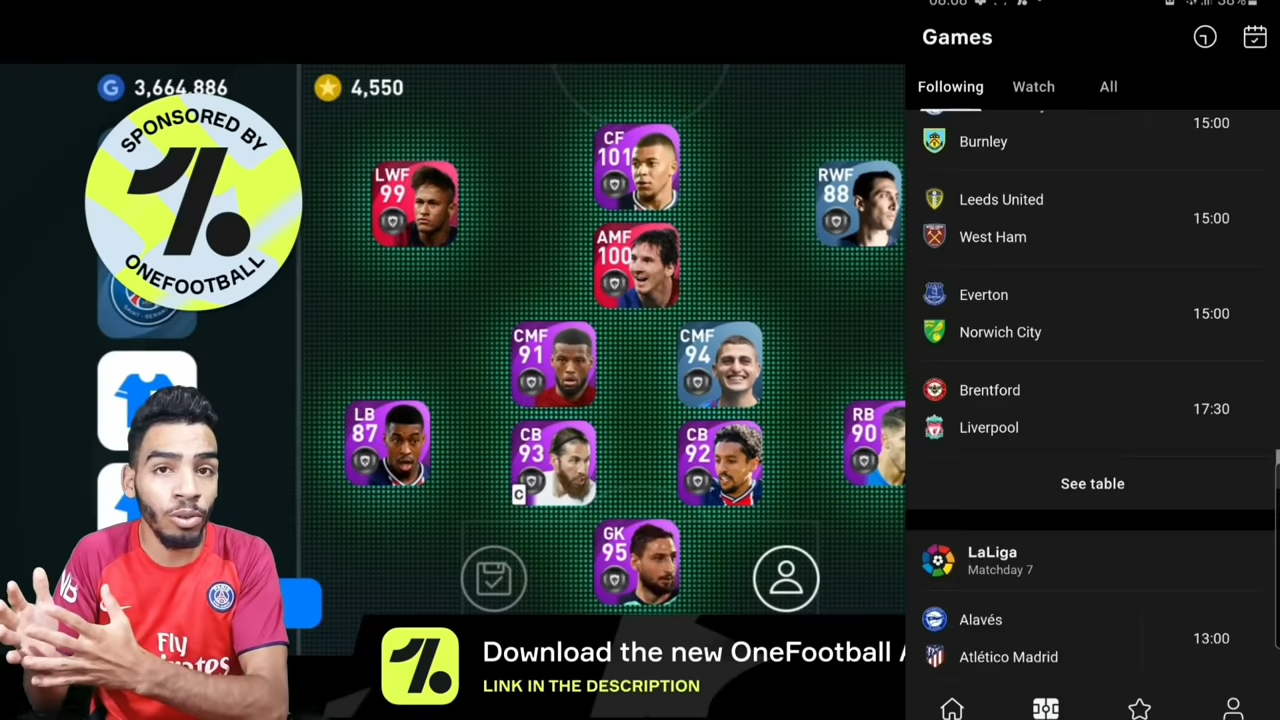 3,664,886
4,550
SPONSORED BY
ONEFOOTBALL
CF
101
LWF
99
RWF
88
AMF
100
CMF
91
CMF
94
LB
87
CB
93
C
CB
92
RB
90
GK
95
Fly
Download the new OneFootball
LINK IN THE DESCRIPTION
Games
Following Watch All
15:00
Burnley
Leeds United
15:00
West Ham
Everton
15:00
Norwich City
Brentford
17:30
Liverpool
See table
LaLiga
Matchday 7
Alavés
13:00
Atlético Madrid